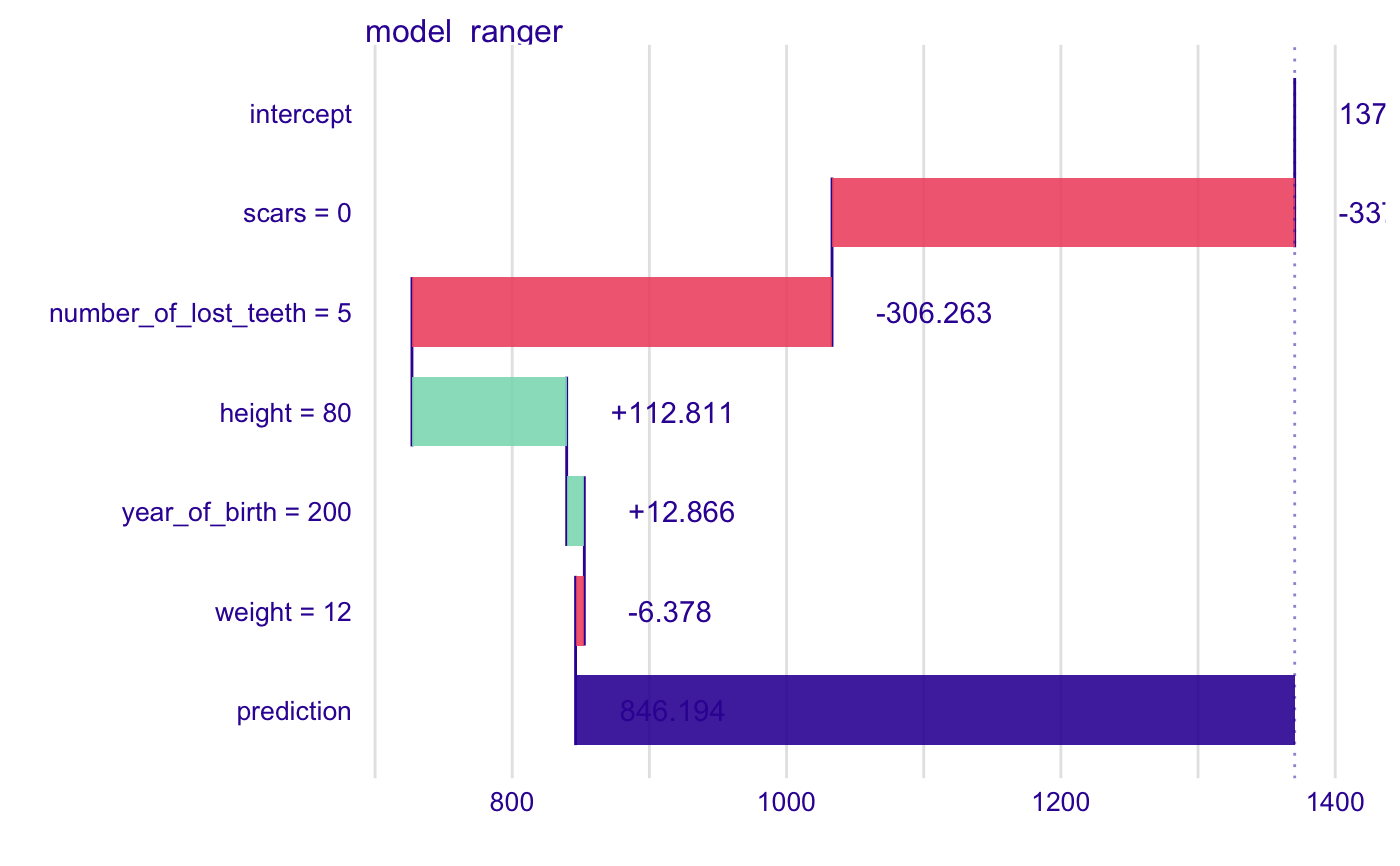 model_ranger
intercept 137
scars = 0 -337
number_of_lost_teeth = 5 -306.263
height = 80 +112.811
year_of_birth = 200 +12.866
weight = 12 -6.378
prediction 846.194
800 1000 1200 1400